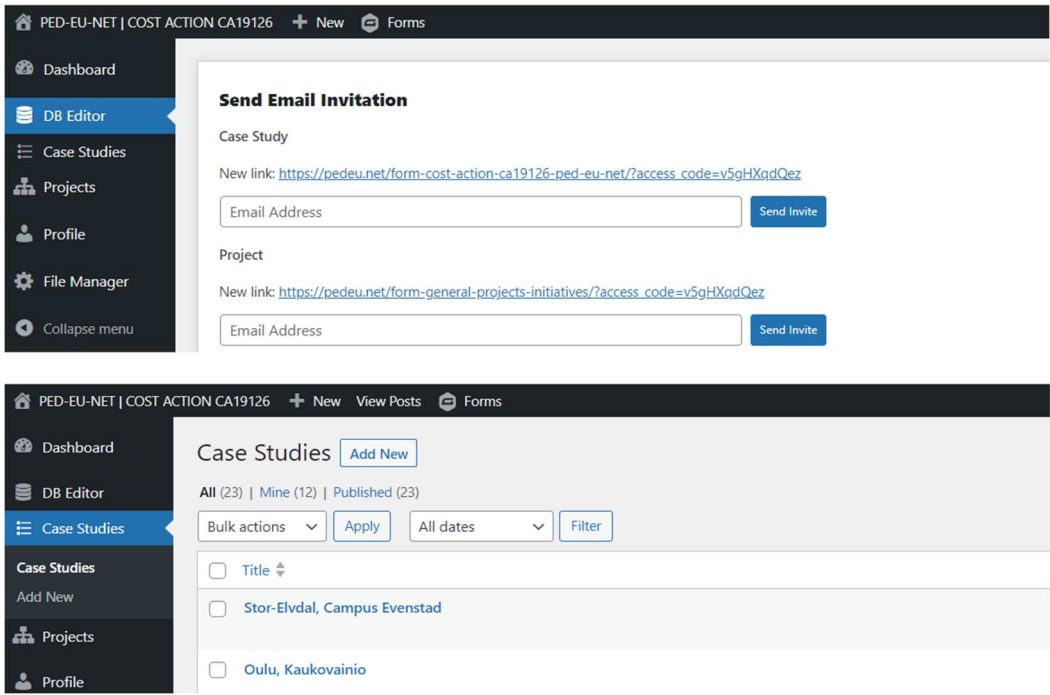 PED-EU-NET | COST ACTION CA19126 New Forms
Dashboard
DB Editor
Case Studies
Projects
Profile
File Manager
Collapse menu
Send Email Invitation
Case Study
New link: https://pedeu.net/form-cost-action-ca19126-ped-eu-net/?access_code=v5gHXqdQez
Email Address Send Invite
Project
New link: https://pedeu.net/form-general-projects-initiatives/?access_code=v5gHXqdQez
Email Address Send Invite
PED-EU-NET | COST ACTION CA19126 New View Posts Forms
Dashboard
DB Editor
Case Studies
Case Studies
Add New
Projects
Profile
Case Studies Add New
All (23) | Mine (12) | Published (23)
Bulk actions Apply All dates Filter
Title
Stor-Elvdal, Campus Evenstad
Oulu, Kaukovainio